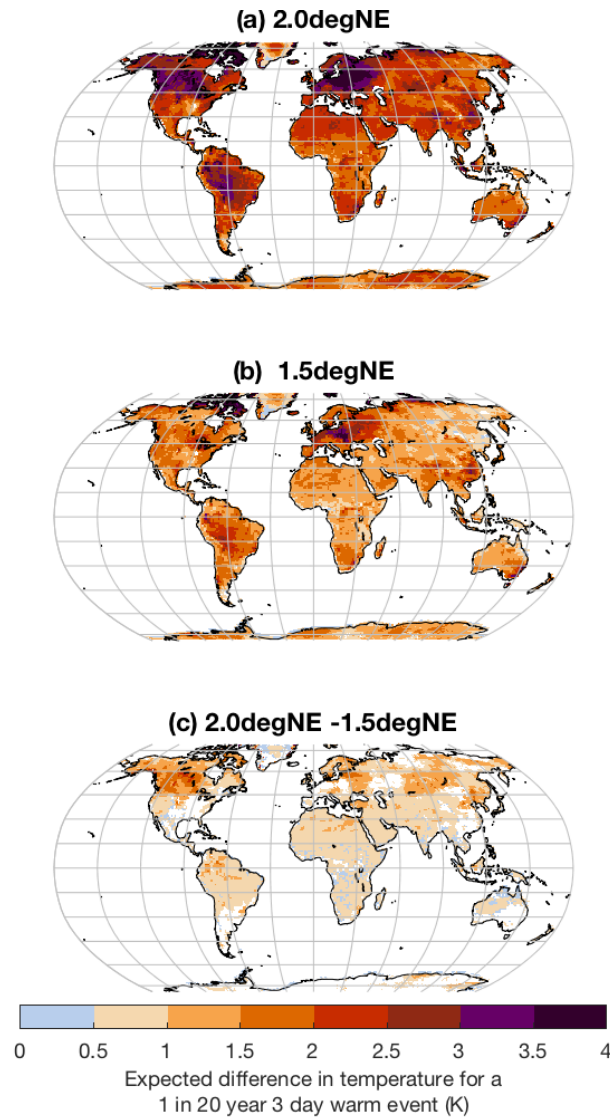 (a) 2.0degNE
(b) 1.5degNE
(c) 2.0degNE -1.5degNE
0 0.5 1 1.5 2 2.5 3 3.5 4
Expected difference in temperature for a
1 in 20 year 3 day warm event (K)